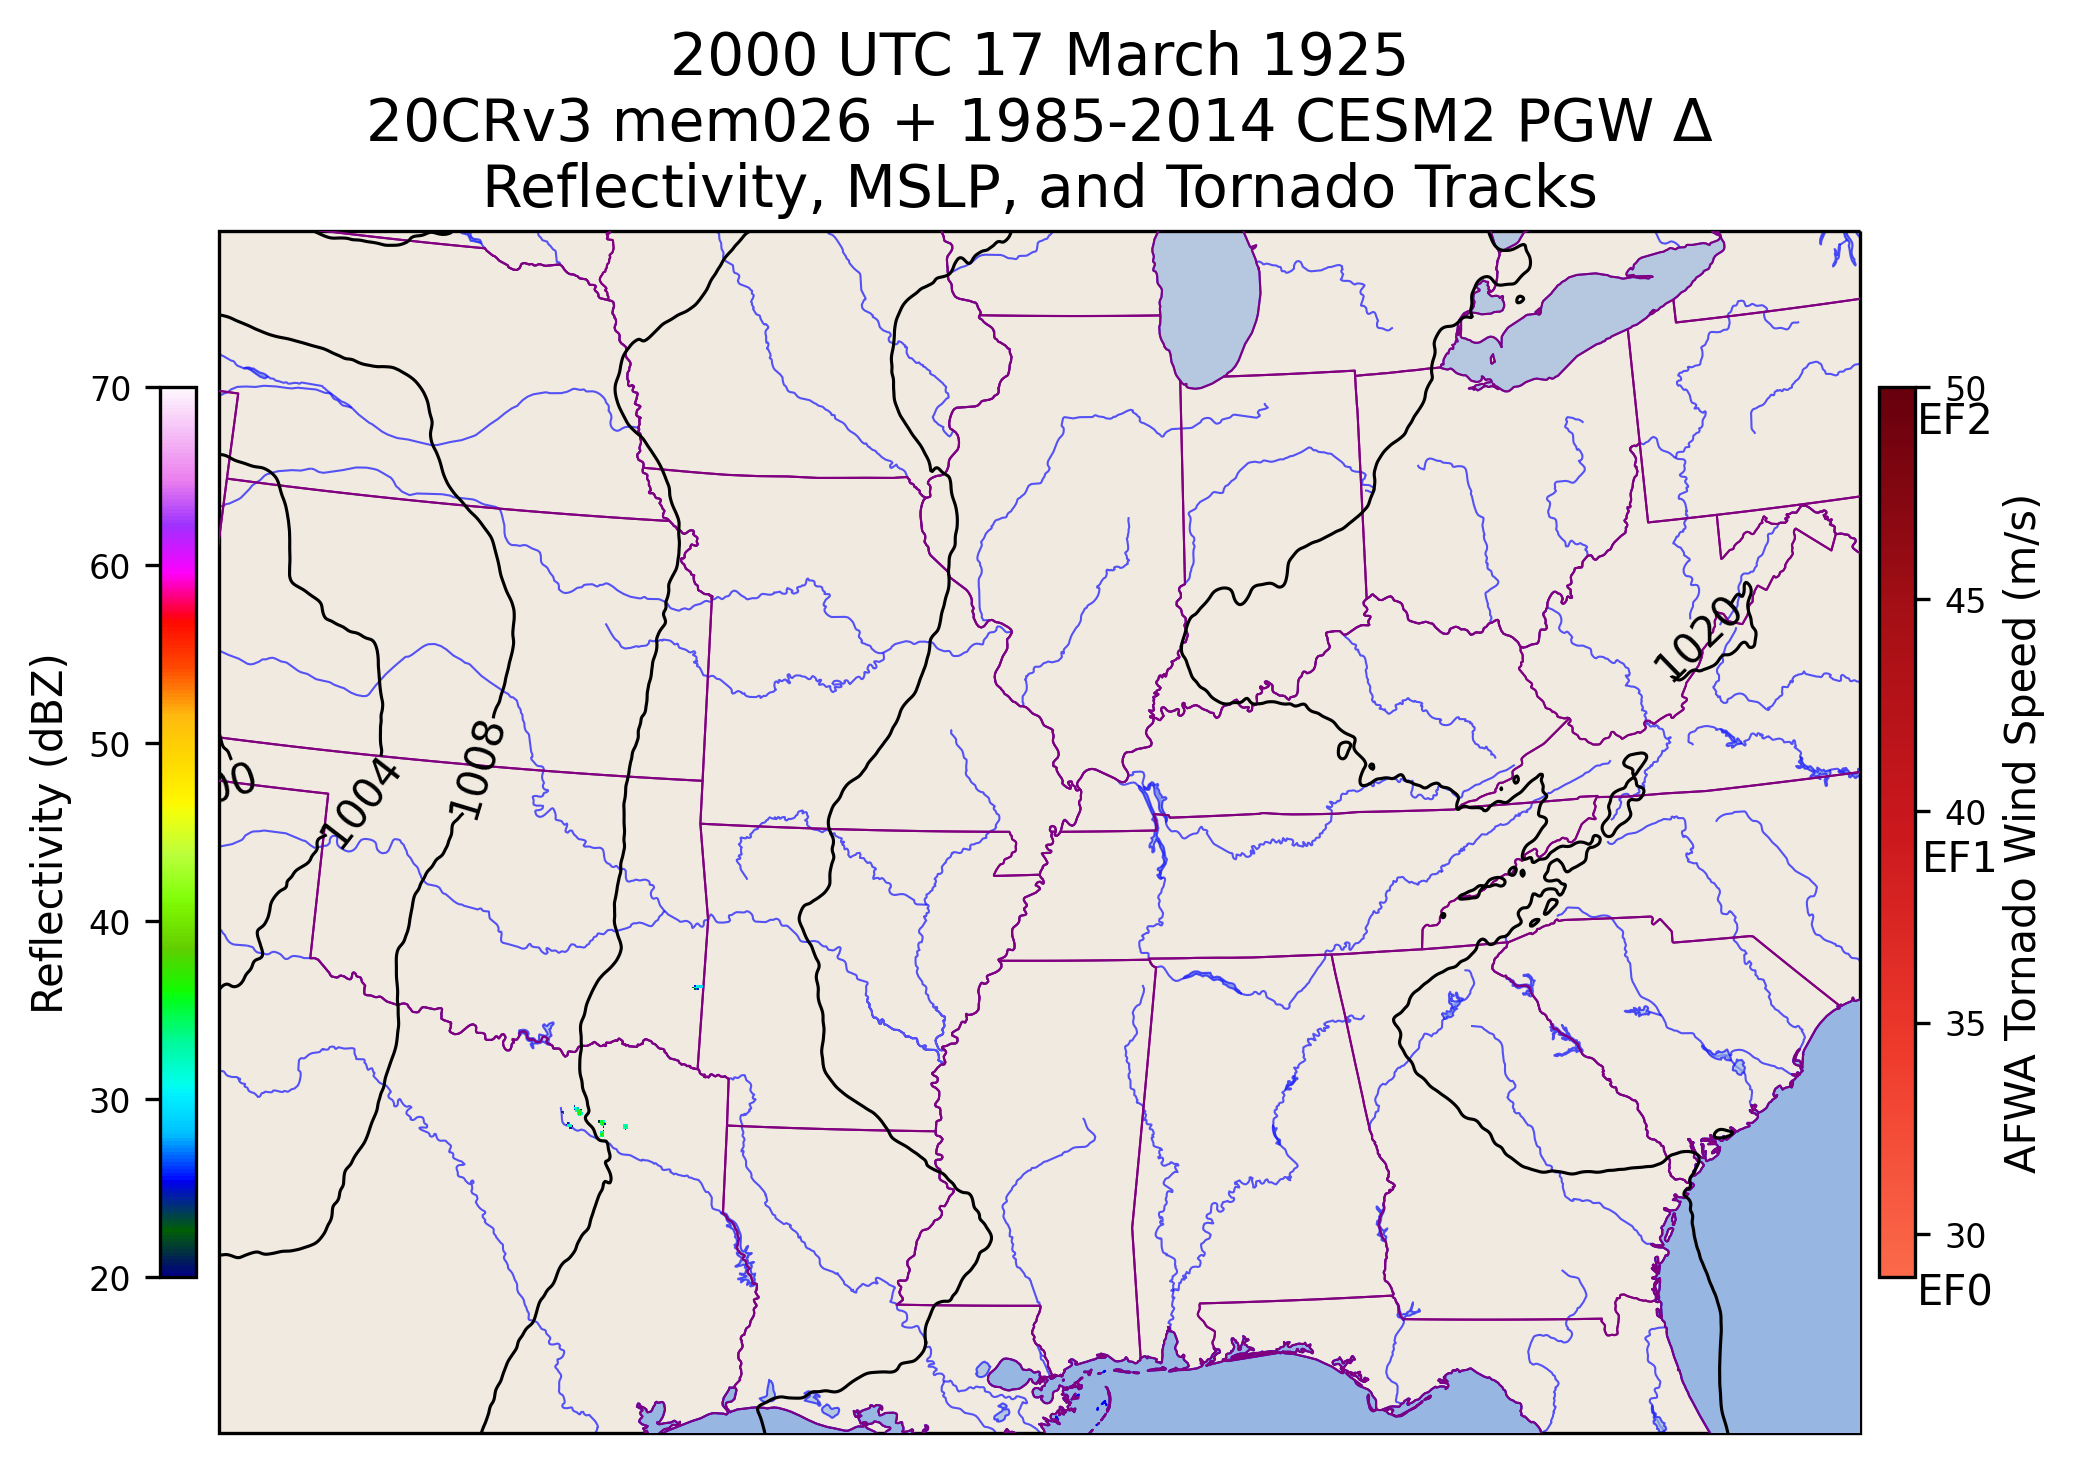 2000 UTC 17 March 1925
20CRv3 mem026 + 1985-2014 CESM2 PGW Δ
Reflectivity, MSLP, and Tornado Tracks
70
60
50
40
30
20
Reflectivity (dBZ)
1004
1008
1020
50
EF2
45
40
EF1
35
30
EF0
AFWA Tornado Wind Speed (m/s)